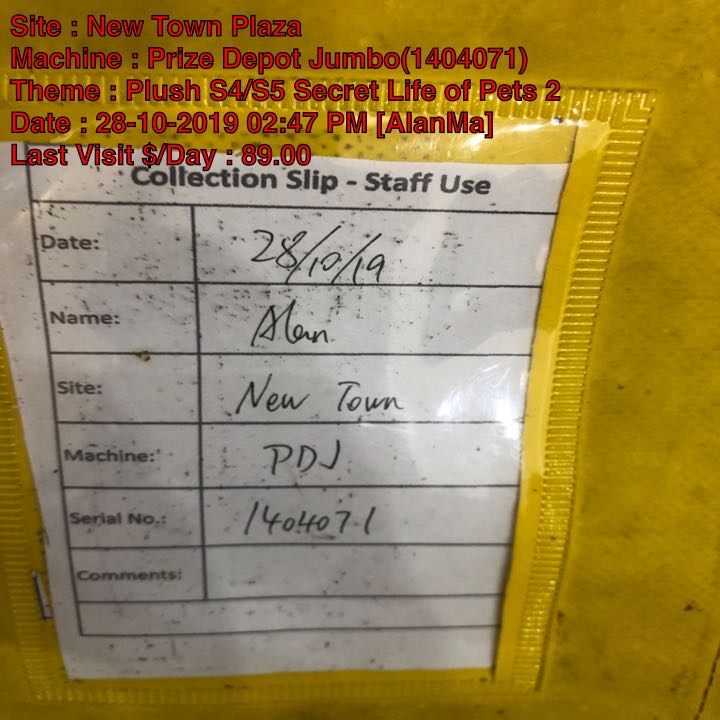 Site : New Town Plaza
Machine : Prize Depot Jumbo(1404071)
Theme : Plush S4/S5 Secret Life of Pets 2
Date : 28-10-2019 02:47 PM [AlanMa]
Last Visit $/Day : 89.00
Collection Slip - Staff Use
Date: 28/10/19
Name: Alan
Site: New Town
Machine: PDJ
Serial No.: 1404071
Comments: